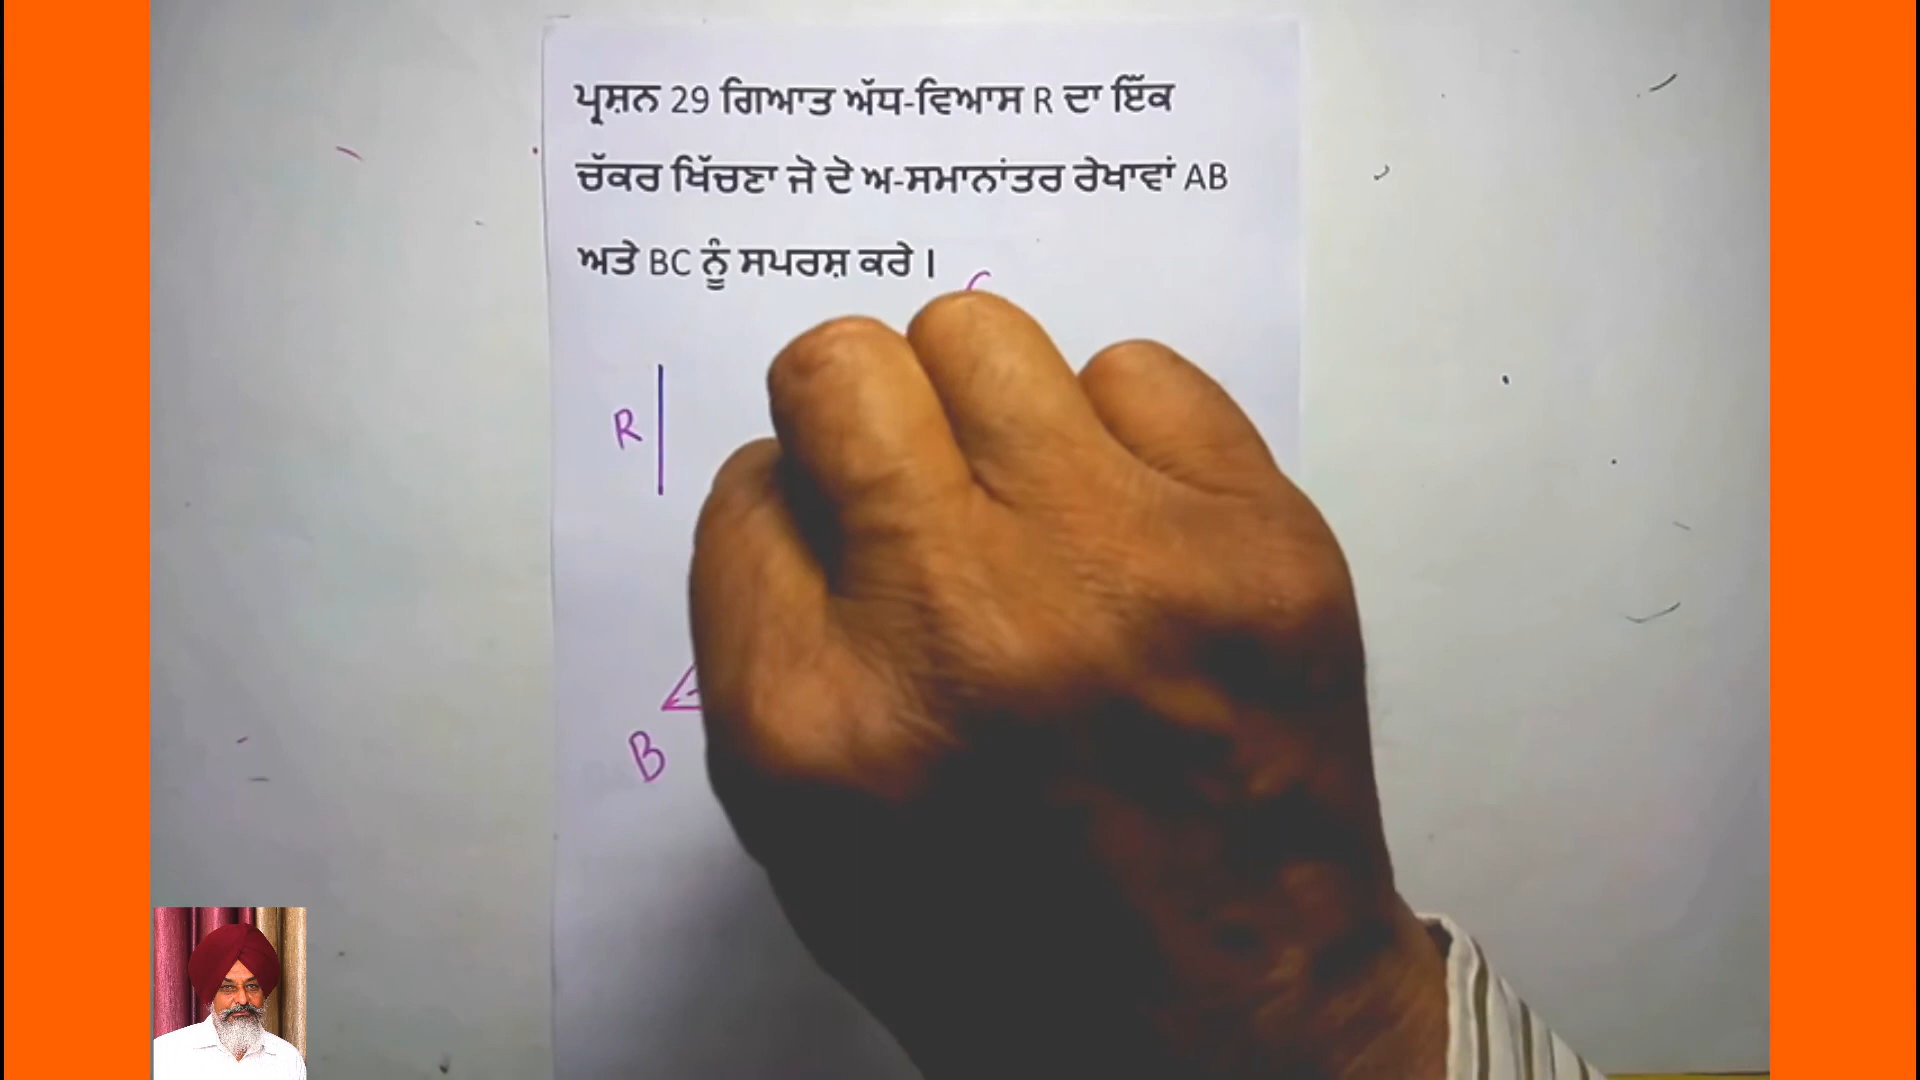 ਪ੍ਰਸ਼ਨ 29 ਗਿਆਤ ਅੱਧ-ਵਿਆਸ R ਦਾ ਇੱਕ
ਚੱਕਰ ਖਿੱਚਣਾ ਜੋ ਦੋ ਅ-ਸਮਾਨਾਂਤਰ ਰੇਖਾਵਾਂ AB
ਅਤੇ BC ਨੂੰ ਸਪਰਸ਼ ਕਰੇ ।
R
B